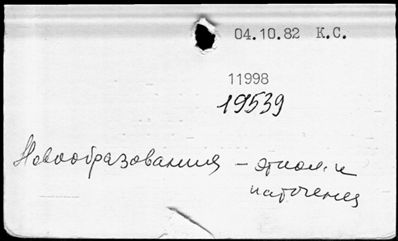 04.10.82 К.С.
11998
19539
Новообразования – этиол. и
патогенез